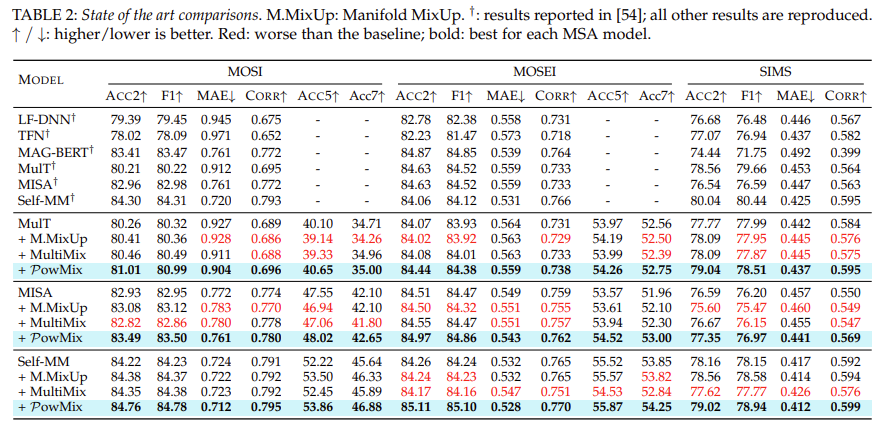 TABLE 2: State of the art comparisons. M.MixUp: Manifold MixUp. †: results reported in [54]; all other results are reproduced.
↑ / ↓: higher/lower is better. Red: worse than the baseline; bold: best for each MSA model.
MODEL MOSI MOSEI SIMS
ACC2↑ F1↑ MAE↓ CORR↑ ACC5↑ Acc7↑ ACC2↑ F1↑ MAE↓ CORR↑ ACC5↑ Acc7↑ ACC2↑ F1↑ MAE↓ CORR↑
LF-DNN† 79.39 79.45 0.945 0.675 - - 82.78 82.38 0.558 0.731 - - 76.68 76.48 0.446 0.567
TFN† 78.02 78.09 0.971 0.652 - - 82.23 81.47 0.573 0.718 - - 77.07 76.94 0.437 0.582
MAG-BERT† 83.41 83.47 0.761 0.772 - - 84.87 84.85 0.539 0.764 - - 74.44 71.75 0.492 0.399
MulT† 80.21 80.22 0.912 0.695 - - 84.63 84.52 0.559 0.733 - - 78.56 79.66 0.453 0.564
MISA† 82.96 82.98 0.761 0.772 - - 84.63 84.52 0.559 0.733 - - 76.54 76.59 0.447 0.563
Self-MM† 84.30 84.31 0.720 0.793 - - 84.06 84.12 0.531 0.766 - - 80.04 80.44 0.425 0.595
MulT 80.26 80.32 0.927 0.689 40.10 34.71 84.07 83.93 0.564 0.731 53.97 52.56 77.77 77.99 0.442 0.584
+ M.MixUp 80.41 80.36 0.928 0.686 39.14 34.26 84.02 83.92 0.563 0.729 54.19 52.50 78.09 77.95 0.445 0.576
+ MultiMix 80.46 80.49 0.911 0.688 39.33 34.96 84.08 84.01 0.563 0.733 53.99 52.39 78.09 77.87 0.445 0.575
+ PowMix 81.01 80.99 0.904 0.696 40.65 35.00 84.44 84.38 0.559 0.738 54.26 52.75 79.04 78.51 0.437 0.595
MISA 82.93 82.95 0.772 0.774 47.55 42.10 84.51 84.47 0.549 0.759 53.57 51.96 76.59 76.20 0.457 0.550
+ M.MixUp 83.08 83.12 0.783 0.770 46.94 42.10 84.50 84.32 0.551 0.755 53.61 52.10 75.60 75.47 0.460 0.549
+ MultiMix 82.82 82.86 0.780 0.778 47.06 41.80 84.55 84.47 0.551 0.757 53.94 52.30 76.67 76.15 0.455 0.547
+ PowMix 83.49 83.50 0.761 0.780 48.02 42.65 84.97 84.86 0.543 0.762 54.52 53.00 77.35 76.97 0.441 0.569
Self-MM 84.22 84.23 0.724 0.791 52.22 45.64 84.26 84.24 0.532 0.765 55.52 53.85 78.16 78.15 0.417 0.592
+ M.MixUp 84.38 84.37 0.722 0.792 53.50 46.33 84.24 84.23 0.532 0.765 55.57 53.82 78.56 78.58 0.414 0.594
+ MultiMix 84.35 84.38 0.723 0.792 52.45 45.89 84.17 84.16 0.547 0.751 54.53 52.84 77.62 77.77 0.426 0.576
+ PowMix 84.76 84.78 0.712 0.795 53.86 46.88 85.11 85.10 0.528 0.770 55.87 54.25 79.02 78.94 0.412 0.599